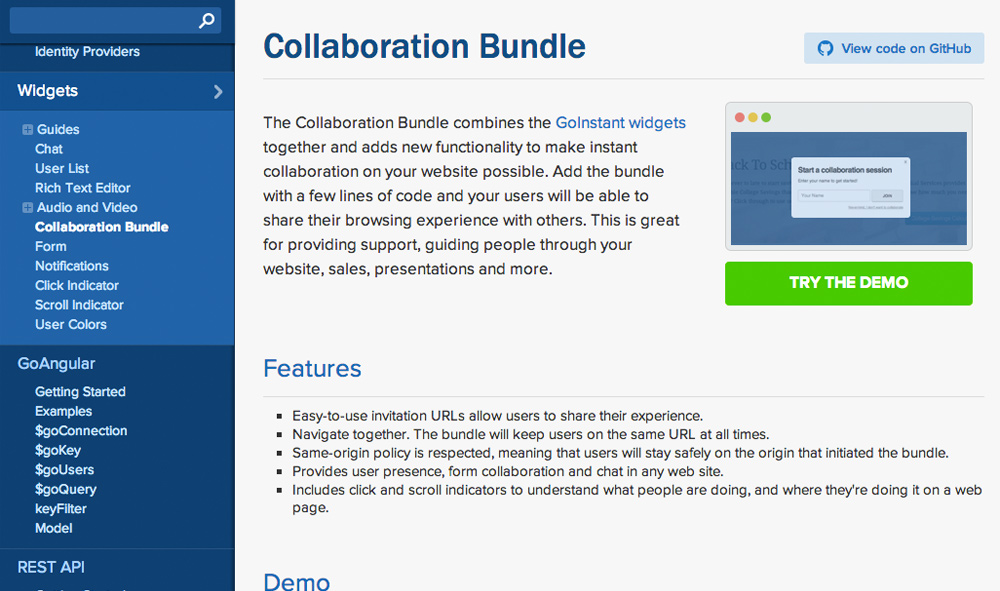 Identity Providers
Widgets
Guides
Chat
User List
Rich Text Editor
Audio and Video
Collaboration Bundle
Form
Notifications
Click Indicator
Scroll Indicator
User Colors
GoAngular
Getting Started
Examples
$goConnection
$goKey
$goUsers
$goQuery
keyFilter
Model
REST API
Collaboration Bundle
View code on GitHub
The Collaboration Bundle combines the GoInstant widgets
together and adds new functionality to make instant
collaboration on your website possible. Add the bundle
with a few lines of code and your users will be able to
share their browsing experience with others. This is great
for providing support, guiding people through your
website, sales, presentations and more.
Start a collaboration session
Enter your name to get started!
Your Name
Join
TRY THE DEMO
Features
Easy-to-use invitation URLs allow users to share their experience.
Navigate together. The bundle will keep users on the same URL at all times.
Same-origin policy is respected, meaning that users will stay safely on the origin that initiated the bundle.
Provides user presence, form collaboration and chat in any web site.
Includes click and scroll indicators to understand what people are doing, and where they're doing it on a web
page.
Demo